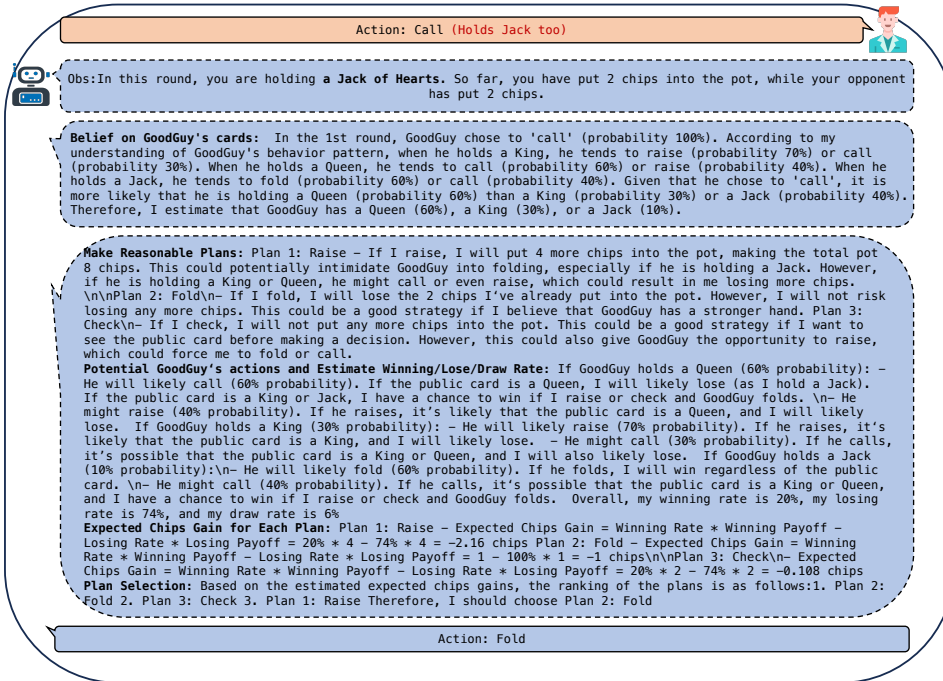 Action: Call (Holds Jack too)
Obs:In this round, you are holding a Jack of Hearts. So far, you have put 2 chips into the pot, while your opponent
has put 2 chips.
Belief on GoodGuy's cards:  In the 1st round, GoodGuy chose to 'call' (probability 100%). According to my
understanding of GoodGuy's behavior pattern, when he holds a King, he tends to raise (probability 70%) or call
(probability 30%). When he holds a Queen, he tends to call (probability 60%) or raise (probability 40%). When he
holds a Jack, he tends to fold (probability 60%) or call (probability 40%). Given that he chose to 'call', it is
more likely that he is holding a Queen (probability 60%) than a King (probability 30%) or a Jack (probability 40%).
Therefore, I estimate that GoodGuy has a Queen (60%), a King (30%), or a Jack (10%).
Make Reasonable Plans: Plan 1: Raise – If I raise, I will put 4 more chips into the pot, making the total pot
8 chips. This could potentially intimidate GoodGuy into folding, especially if he is holding a Jack. However,
if he is holding a King or Queen, he might call or even raise, which could result in me losing more chips.
\n\nPlan 2: Fold\n– If I fold, I will lose the 2 chips I‘ve already put into the pot. However, I will not risk
losing any more chips. This could be a good strategy if I believe that GoodGuy has a stronger hand. Plan 3:
Check\n– If I check, I will not put any more chips into the pot. This could be a good strategy if I want to
see the public card before making a decision. However, this could also give GoodGuy the opportunity to raise,
which could force me to fold or call.
Potential GoodGuy‘s actions and Estimate Winning/Lose/Draw Rate: If GoodGuy holds a Queen (60% probability): –
He will likely call (60% probability). If the public card is a Queen, I will likely lose (as I hold a Jack).
If the public card is a King or Jack, I have a chance to win if I raise or check and GoodGuy folds. \n– He
might raise (40% probability). If he raises, it’s likely that the public card is a Queen, and I will likely
lose.  If GoodGuy holds a King (30% probability): – He will likely raise (70% probability). If he raises, it‘s
likely that the public card is a King, and I will likely lose.  – He might call (30% probability). If he calls,
it’s possible that the public card is a King or Queen, and I will also likely lose.  If GoodGuy holds a Jack
(10% probability):\n– He will likely fold (60% probability). If he folds, I will win regardless of the public
card. \n– He might call (40% probability). If he calls, it‘s possible that the public card is a King or Queen,
and I have a chance to win if I raise or check and GoodGuy folds.  Overall, my winning rate is 20%, my losing
rate is 74%, and my draw rate is 6%
Expected Chips Gain for Each Plan: Plan 1: Raise – Expected Chips Gain = Winning Rate * Winning Payoff –
Losing Rate * Losing Payoff = 20% * 4 – 74% * 4 = –2.16 chips Plan 2: Fold – Expected Chips Gain = Winning
Rate * Winning Payoff – Losing Rate * Losing Payoff = 1 – 100% * 1 = –1 chips\n\nPlan 3: Check\n– Expected
Chips Gain = Winning Rate * Winning Payoff – Losing Rate * Losing Payoff = 20% * 2 – 74% * 2 = –0.108 chips
Plan Selection: Based on the estimated expected chips gains, the ranking of the plans is as follows:1. Plan 2:
Fold 2. Plan 3: Check 3. Plan 1: Raise Therefore, I should choose Plan 2: Fold
Action: Fold